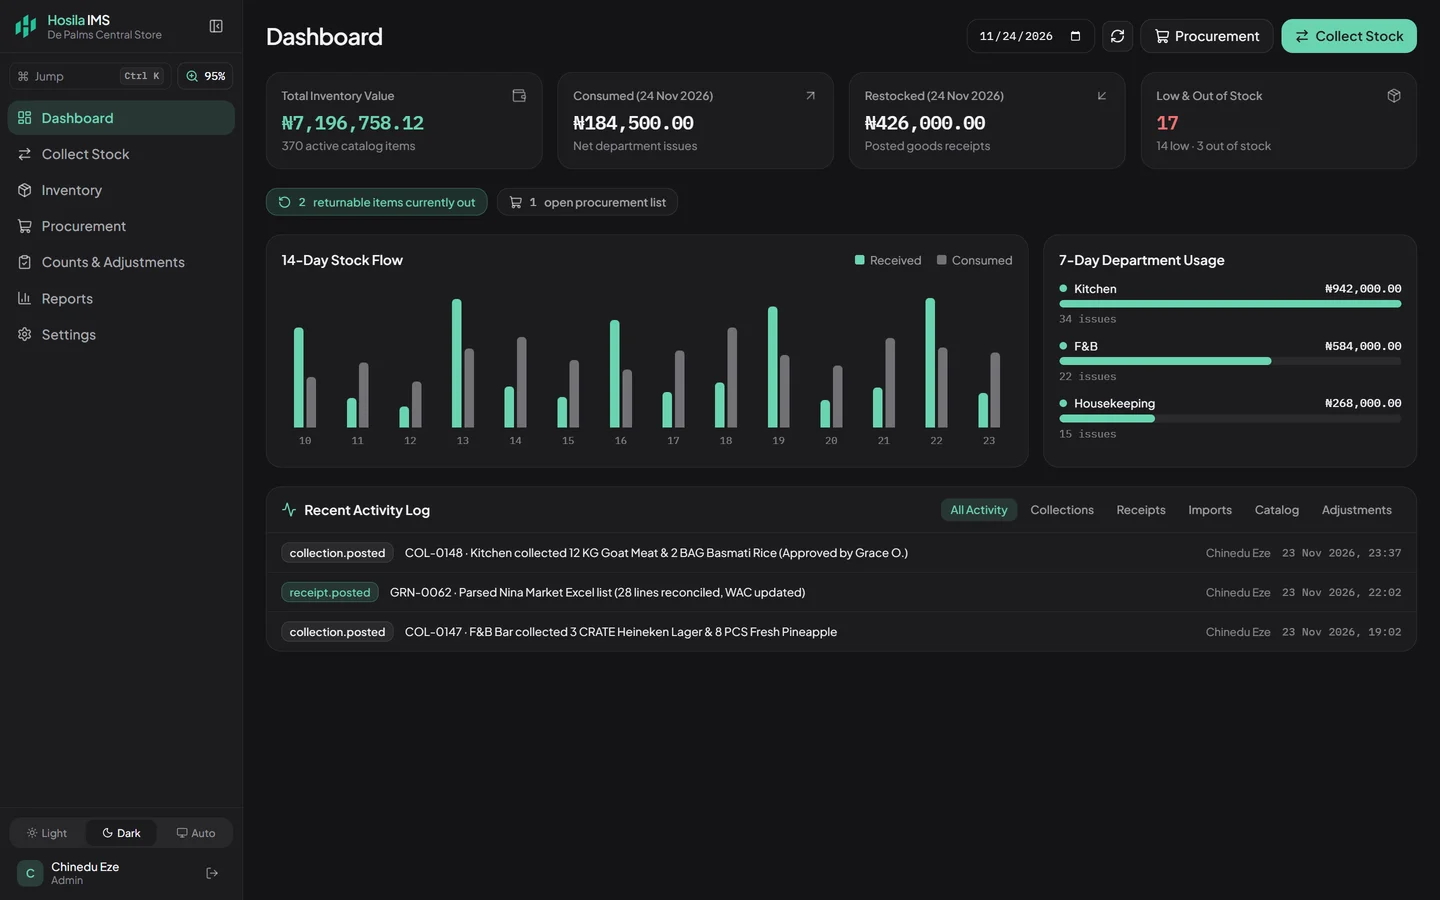 Hosila IMS
De Palms Central Store
Jump Ctrl K
95%
Dashboard
Collect Stock
Inventory
Procurement
Counts & Adjustments
Reports
Settings
Light Dark Auto
C
Chinedu Eze
Admin
Dashboard
11/24/2026
Procurement
Collect Stock
Total Inventory Value
₦7,196,758.12
370 active catalog items
Consumed (24 Nov 2026)
₦184,500.00
Net department issues
Restocked (24 Nov 2026)
₦426,000.00
Posted goods receipts
Low & Out of Stock
17
14 low · 3 out of stock
2 returnable items currently out
1 open procurement list
14-Day Stock Flow
Received Consumed
10 11 12 13 14 15 16 17 18 19 20 21 22 23
7-Day Department Usage
Kitchen ₦942,000.00
34 issues
F&B ₦584,000.00
22 issues
Housekeeping ₦268,000.00
15 issues
Recent Activity Log
All Activity Collections Receipts Imports Catalog Adjustments
collection.posted COL-0148 · Kitchen collected 12 KG Goat Meat & 2 BAG Basmati Rice (Approved by Grace O.) Chinedu Eze 23 Nov 2026, 23:37
receipt.posted GRN-0062 · Parsed Nina Market Excel list (28 lines reconciled, WAC updated) Chinedu Eze 23 Nov 2026, 22:02
collection.posted COL-0147 · F&B Bar collected 3 CRATE Heineken Lager & 8 PCS Fresh Pineapple Chinedu Eze 23 Nov 2026, 19:02